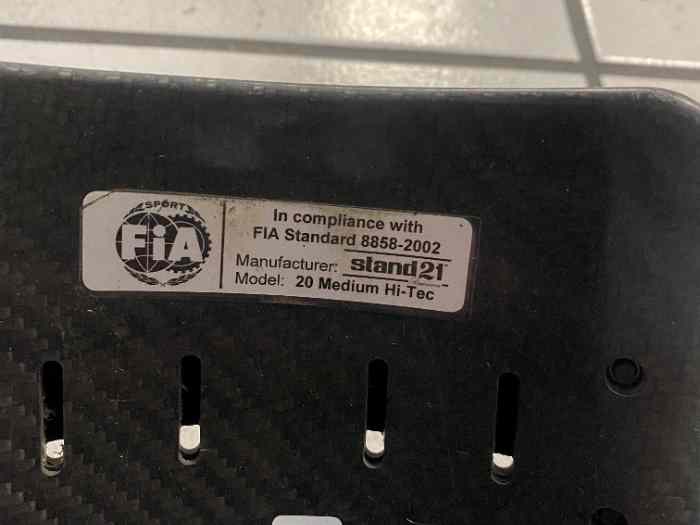 SPORT
FiA
In compliance with
FIA Standard 8858-2002
Manufacturer: stand21
Model: 20 Medium Hi-Tec